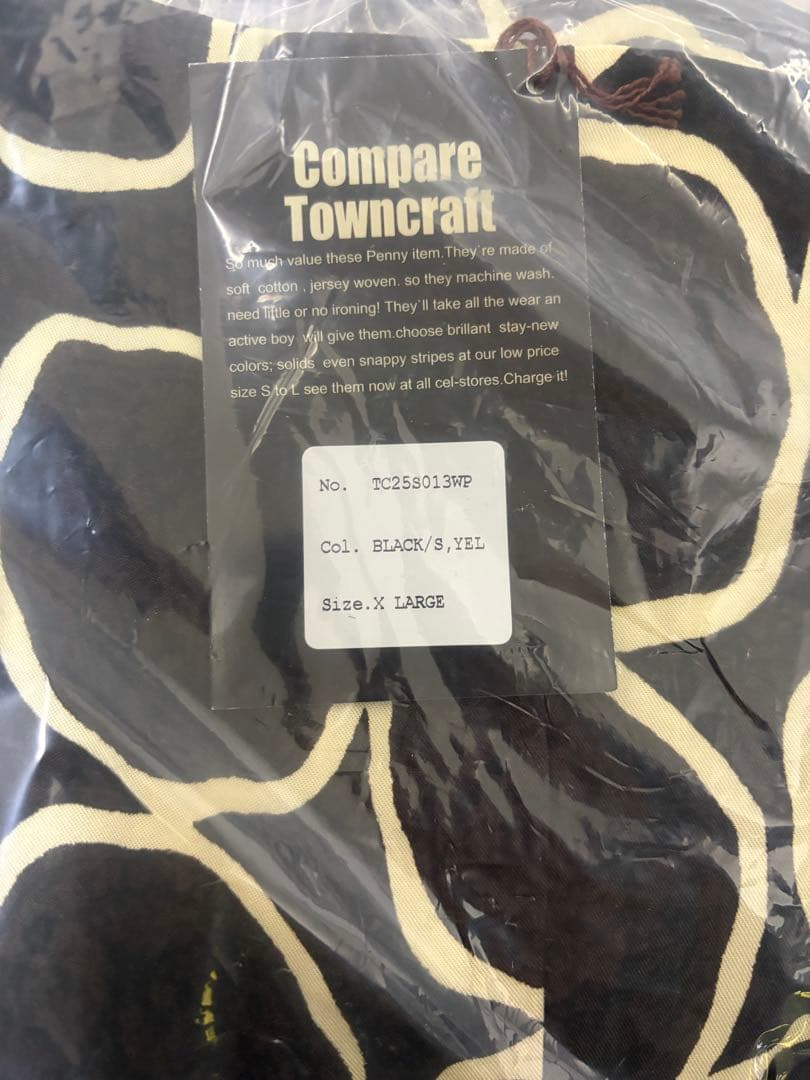 Compare
Towncraft
So much value these Penny item.They're made of
soft cotton , jersey woven. so they machine wash.
need little or no ironing! They`ll take all the wear an
active boy will give them.choose brillant stay-new
colors; solids even snappy stripes at our low price
size S to L see them now at all cel-stores.Charge it!
No. TC25S013WP
Col. BLACK/S,YEL
Size.X LARGE